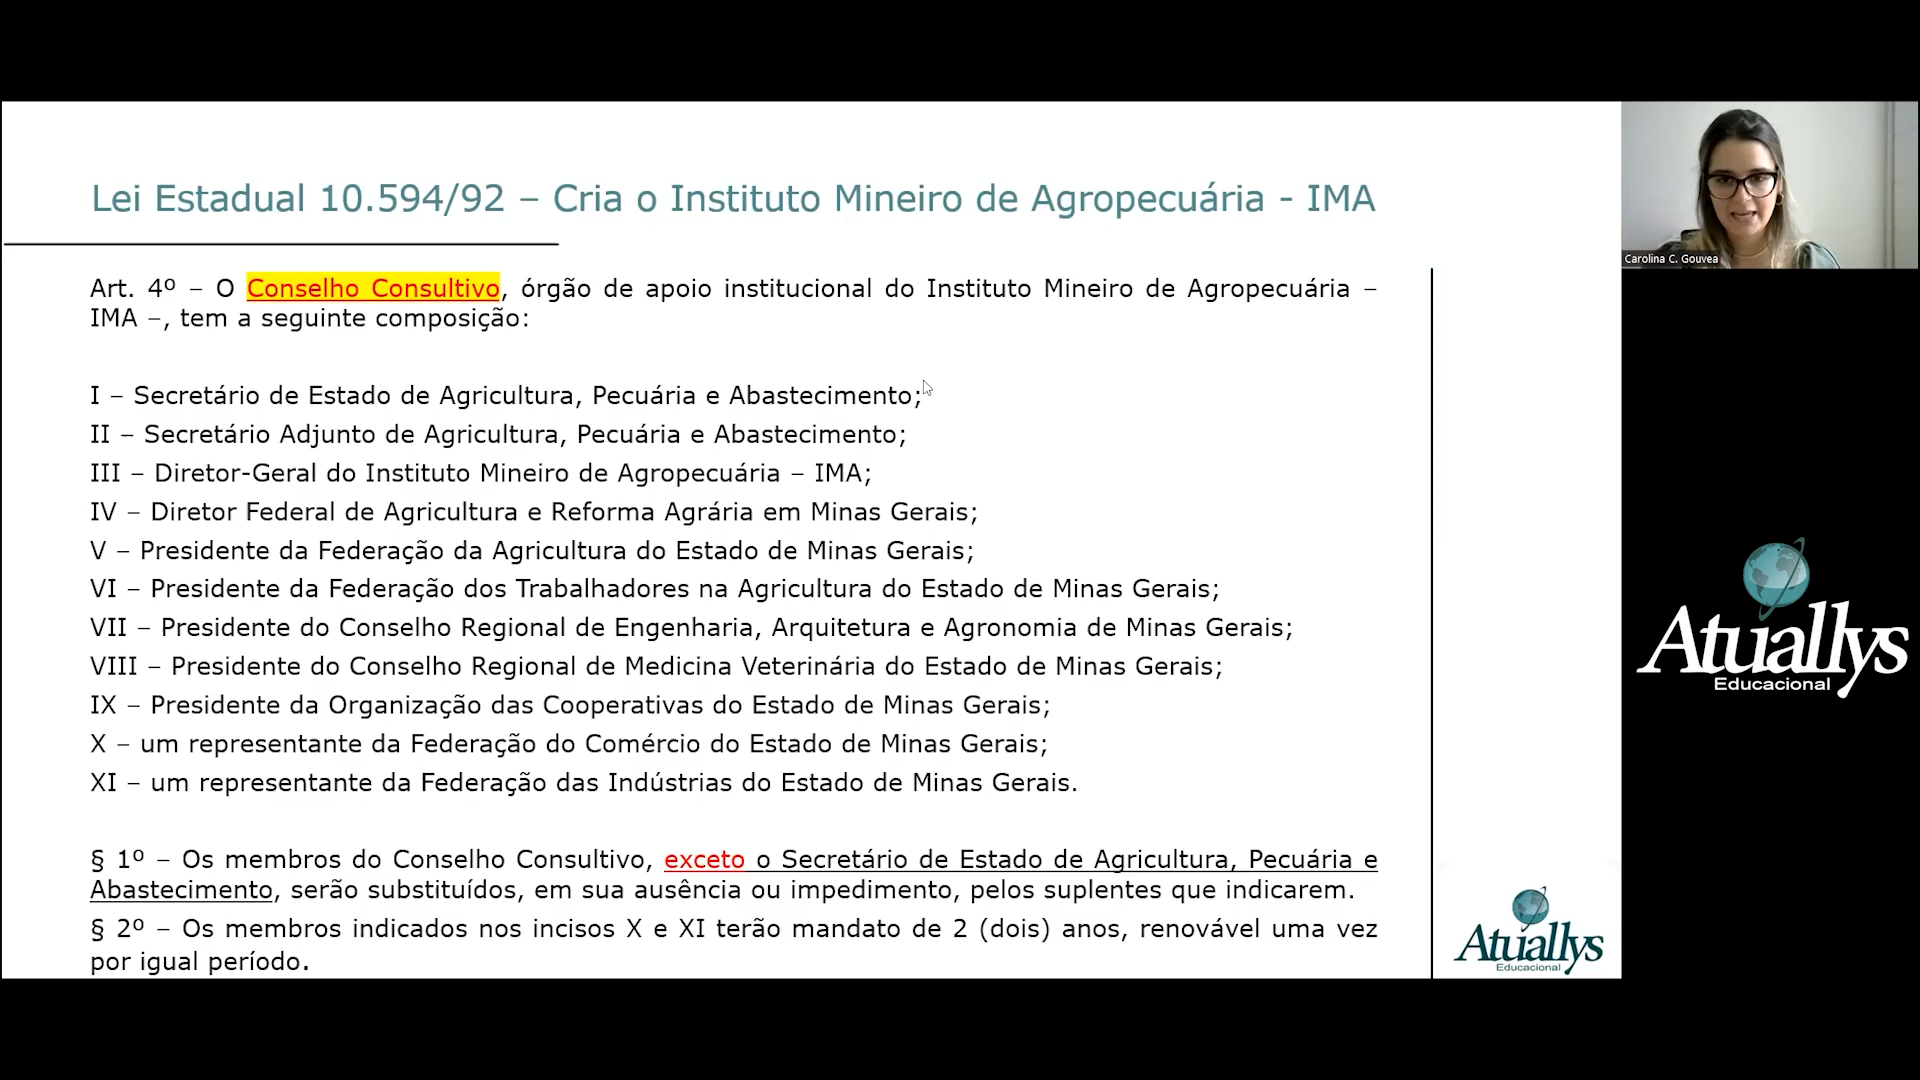 Lei Estadual 10.594/92 – Cria o Instituto Mineiro de Agropecuária - IMA
Art. 4º – O Conselho Consultivo, órgão de apoio institucional do Instituto Mineiro de Agropecuária –
IMA –, tem a seguinte composição:
I – Secretário de Estado de Agricultura, Pecuária e Abastecimento;
II – Secretário Adjunto de Agricultura, Pecuária e Abastecimento;
III – Diretor-Geral do Instituto Mineiro de Agropecuária – IMA;
IV – Diretor Federal de Agricultura e Reforma Agrária em Minas Gerais;
V – Presidente da Federação da Agricultura do Estado de Minas Gerais;
VI – Presidente da Federação dos Trabalhadores na Agricultura do Estado de Minas Gerais;
VII – Presidente do Conselho Regional de Engenharia, Arquitetura e Agronomia de Minas Gerais;
VIII – Presidente do Conselho Regional de Medicina Veterinária do Estado de Minas Gerais;
IX – Presidente da Organização das Cooperativas do Estado de Minas Gerais;
X – um representante da Federação do Comércio do Estado de Minas Gerais;
XI – um representante da Federação das Indústrias do Estado de Minas Gerais.
§ 1º – Os membros do Conselho Consultivo, exceto o Secretário de Estado de Agricultura, Pecuária e
Abastecimento, serão substituídos, em sua ausência ou impedimento, pelos suplentes que indicarem.
§ 2º – Os membros indicados nos incisos X e XI terão mandato de 2 (dois) anos, renovável uma vez
por igual período.
Atuallys
Educacional
Carolina C. Gouvea
Atuallys
Educacional